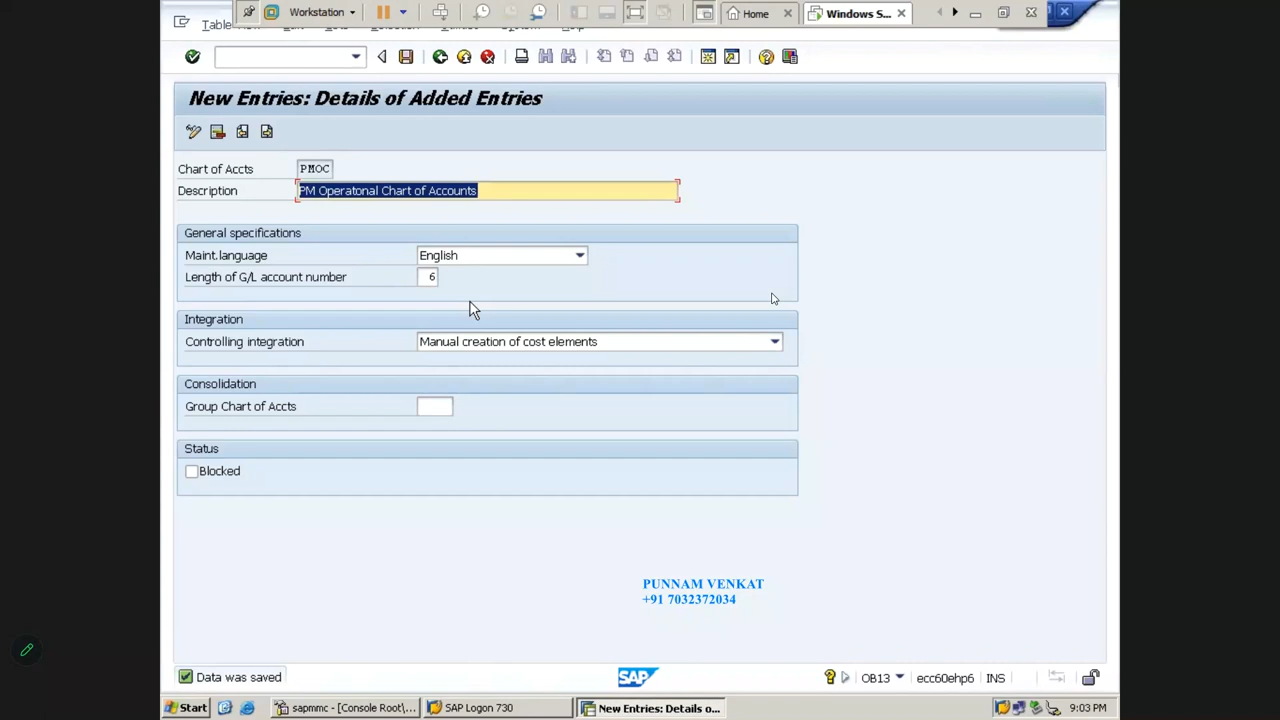 Workstation
Home
Windows S...
Table
New Entries: Details of Added Entries
Chart of Accts
PMOC
Description
PM Operatonal Chart of Accounts
General specifications
Maint.language
English
Length of G/L account number
6
Integration
Controlling integration
Manual creation of cost elements
Consolidation
Group Chart of Accts
Status
Blocked
PUNNAM VENKAT
+91 7032372034
Data was saved
SAP
OB13
ecc60ehp6
INS
Start
sapmmc - [Console Root\...
SAP Logon 730
New Entries: Details o...
9:03 PM